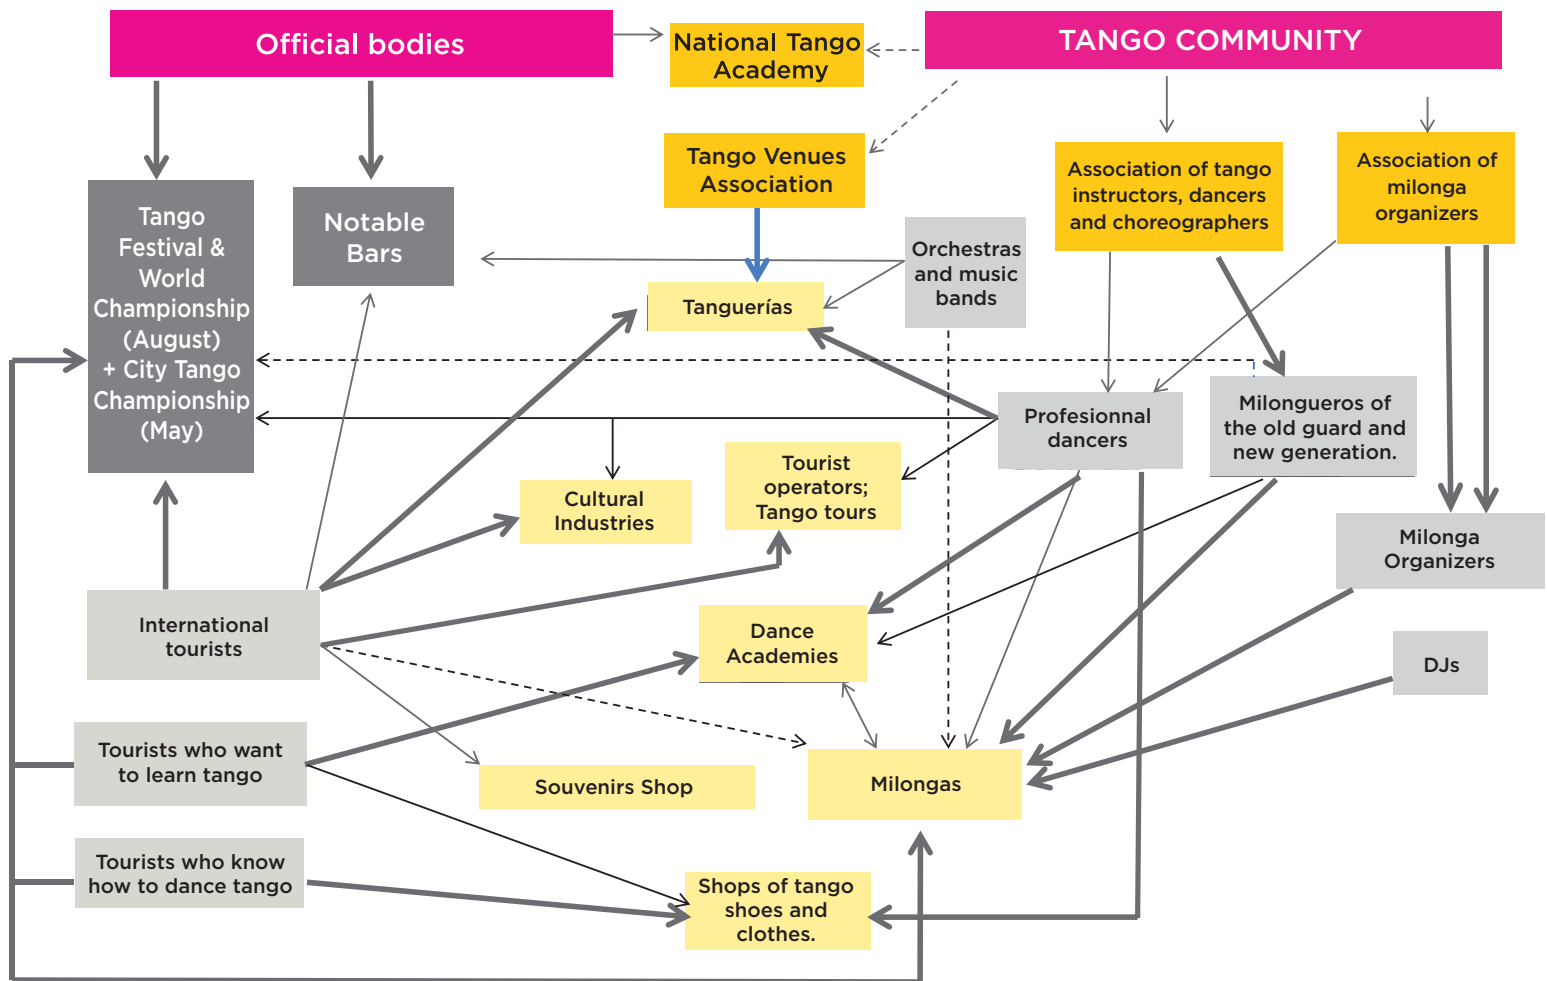 Official bodies
National Tango
Academy
TANGO COMMUNITY
Tango Venues
Association
Association of tango
instructors, dancers
and choreographers
Association of
milonga
organizers
Tango
Festival &
World
Championship
(August)
+ City Tango
Championship
(May)
Notable
Bars
Orchestras
and music
bands
Tanguerías
Profesionnal
dancers
Milongueros of
the old guard and
new generation.
Cultural
Industries
Tourist
operators;
Tango tours
Milonga
Organizers
International
tourists
Dance
Academies
DJs
Tourists who want
to learn tango
Souvenirs Shop
Milongas
Tourists who know
how to dance tango
Shops of tango
shoes and
clothes.